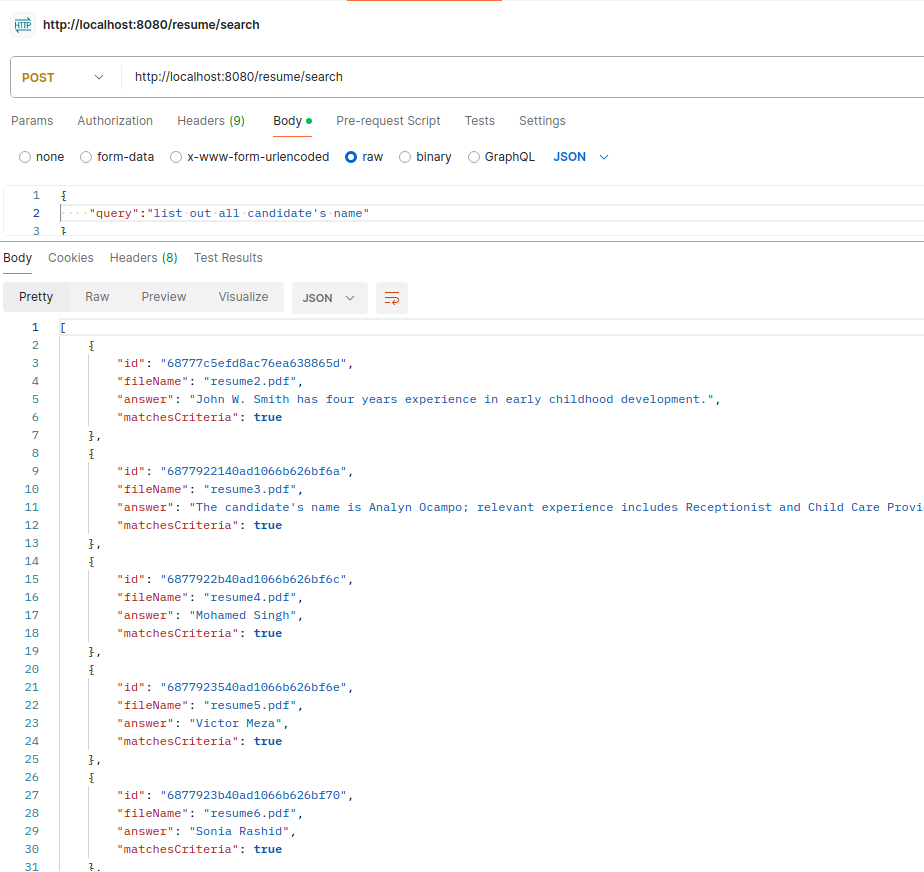 HTTP http://localhost:8080/resume/search
POST http://localhost:8080/resume/search
Params Authorization Headers (9) Body Pre-request Script Tests Settings
none form-data x-www-form-urlencoded raw binary GraphQL JSON
1 {
2 ····"query":"list·out·all·candidate's·name"
3 }
Body Cookies Headers (8) Test Results
Pretty Raw Preview Visualize JSON
1 [
2 {
3 "id": "68777c5efd8ac76ea638865d",
4 "fileName": "resume2.pdf",
5 "answer": "John W. Smith has four years experience in early childhood development.",
6 "matchesCriteria": true
7 },
8 {
9 "id": "6877922140ad1066b626bf6a",
10 "fileName": "resume3.pdf",
11 "answer": "The candidate's name is Analyn Ocampo; relevant experience includes Receptionist and Child Care Provi
12 "matchesCriteria": true
13 },
14 {
15 "id": "6877922b40ad1066b626bf6c",
16 "fileName": "resume4.pdf",
17 "answer": "Mohamed Singh",
18 "matchesCriteria": true
19 },
20 {
21 "id": "6877923540ad1066b626bf6e",
22 "fileName": "resume5.pdf",
23 "answer": "Victor Meza",
24 "matchesCriteria": true
25 },
26 {
27 "id": "6877923b40ad1066b626bf70",
28 "fileName": "resume6.pdf",
29 "answer": "Sonia Rashid",
30 "matchesCriteria": true
31 },